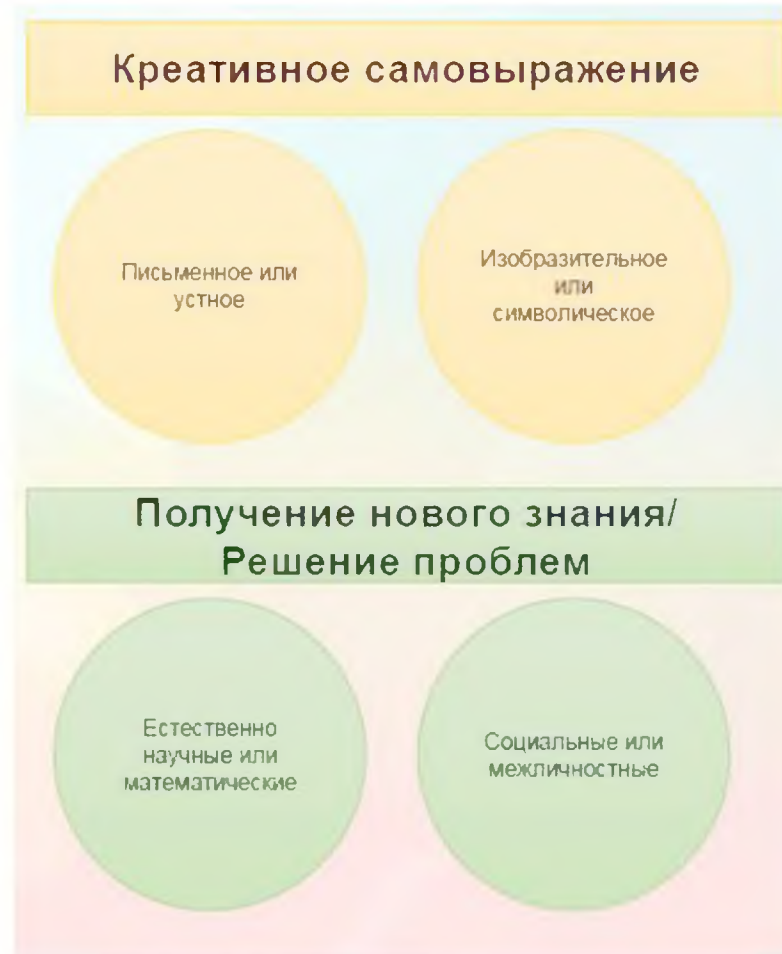 Креативное самовыражение
Письменное или
устное
Изобразительное
или
символическое
Получение нового знания/
Решение проблем
Естественно
научные или
математические
Социальные или
межличностные